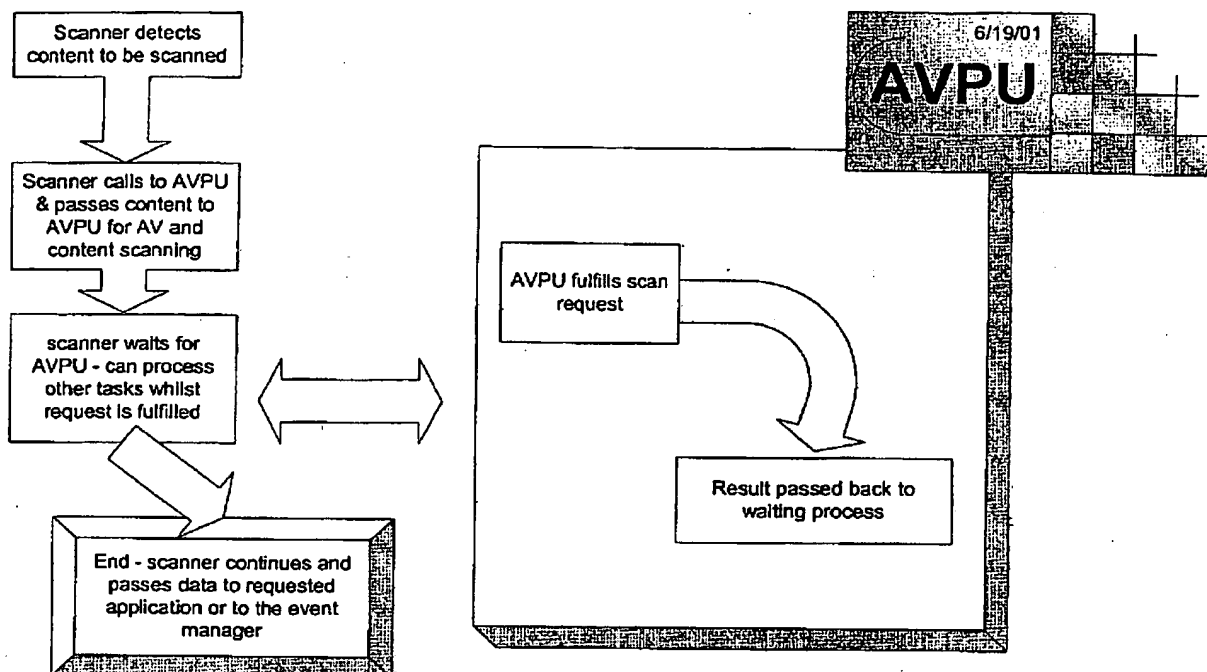 Scanner detects
content to be scanned
6/19/01
AVPU
Scanner calls to AVPU
& passes content to
AVPU for AV and
content scanning
AVPU fulfills scan
request
scanner waits for
AVPU - can process
other tasks whilst
request is fulfilled
Result passed back to
waiting process
End - scanner continues and
passes data to requested
application or to the event
manager